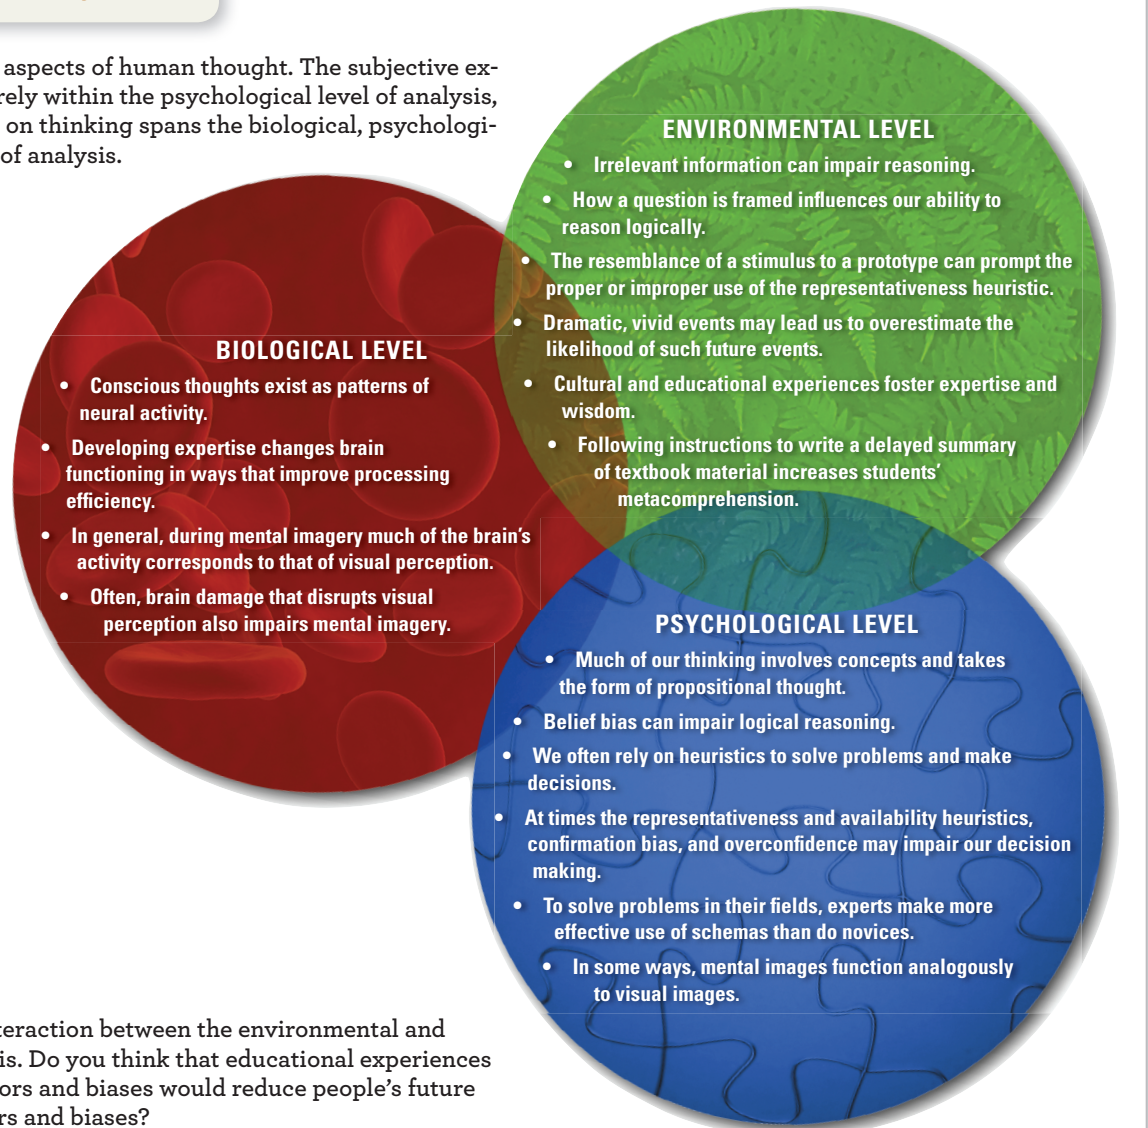 aspects of human thought. The subjective ex-
rely within the psychological level of analysis,
on thinking spans the biological, psychologi-
of analysis.
ENVIRONMENTAL LEVEL
• Irrelevant information can impair reasoning.
• How a question is framed influences our ability to
reason logically.
• The resemblance of a stimulus to a prototype can prompt the
proper or improper use of the representativeness heuristic.
• Dramatic, vivid events may lead us to overestimate the
likelihood of such future events.
• Cultural and educational experiences foster expertise and
wisdom.
• Following instructions to write a delayed summary
of textbook material increases students’
metacomprehension.
BIOLOGICAL LEVEL
• Conscious thoughts exist as patterns of
neural activity.
• Developing expertise changes brain
functioning in ways that improve processing
efficiency.
• In general, during mental imagery much of the brain’s
activity corresponds to that of visual perception.
• Often, brain damage that disrupts visual
perception also impairs mental imagery.
PSYCHOLOGICAL LEVEL
• Much of our thinking involves concepts and takes
the form of propositional thought.
• Belief bias can impair logical reasoning.
• We often rely on heuristics to solve problems and make
decisions.
• At times the representativeness and availability heuristics,
confirmation bias, and overconfidence may impair our decision
making.
• To solve problems in their fields, experts make more
effective use of schemas than do novices.
• In some ways, mental images function analogously
to visual images.
teraction between the environmental and
is. Do you think that educational experiences
ors and biases would reduce people’s future
rs and biases?